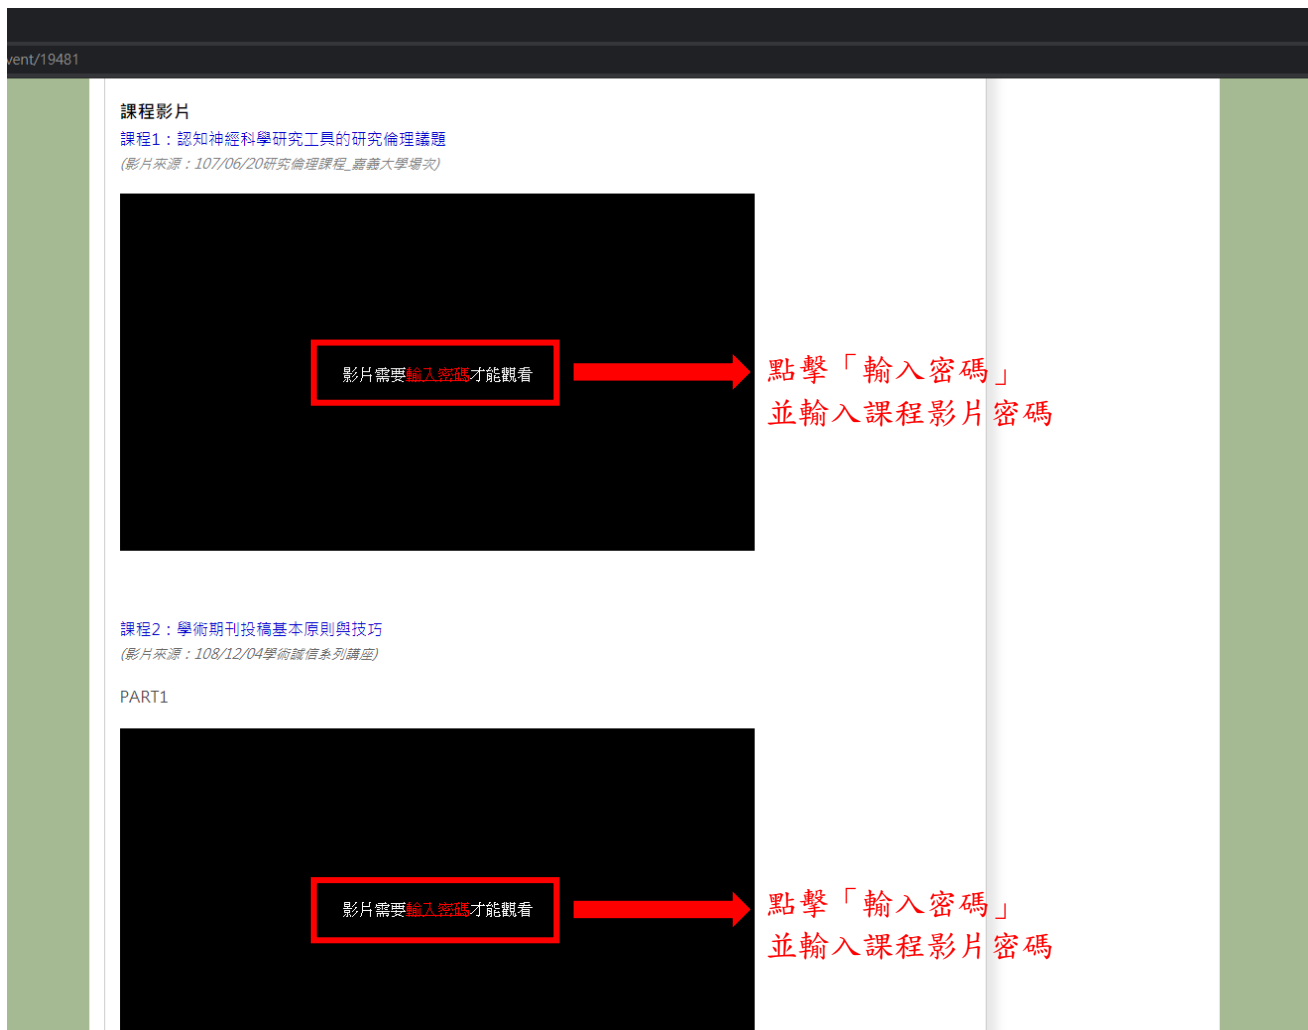 vent/19481
課程影片
課程1：認知神經科學研究工具的研究倫理議題
(影片來源：107/06/20研究倫理課程_嘉義大學場次)
影片需要輸入密碼才能觀看
點擊「輸入密碼」
並輸入課程影片密碼
課程2：學術期刊投稿基本原則與技巧
(影片來源：108/12/04學術誠信系列講座)
PART1
影片需要輸入密碼才能觀看
點擊「輸入密碼」
並輸入課程影片密碼